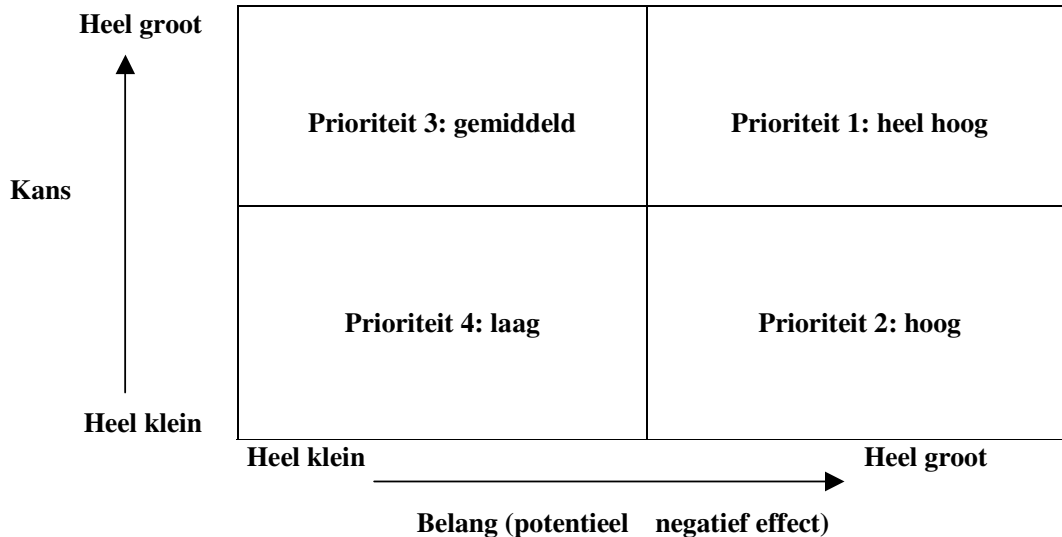 Heel groot
Prioriteit 3: gemiddeld
Prioriteit 1: heel hoog
Kans
Prioriteit 4: laag
Prioriteit 2: hoog
Heel klein
Heel klein
Heel groot
Belang (potentieel negatief effect)